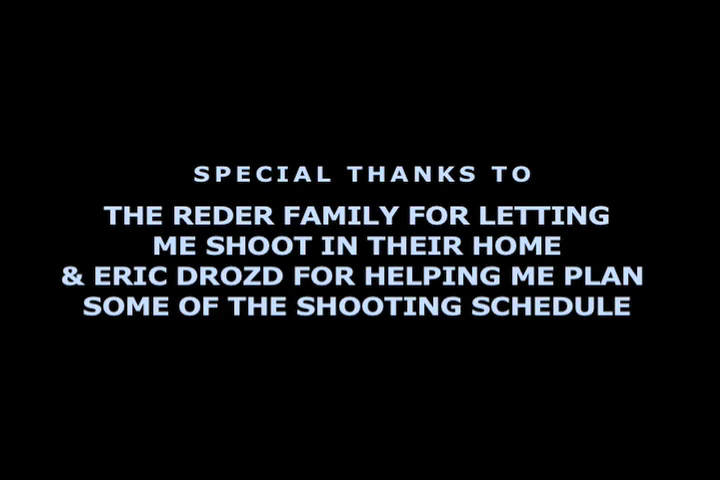 SPECIAL THANKS TO
THE REDER FAMILY FOR LETTING
ME SHOOT IN THEIR HOME
& ERIC DROZD FOR HELPING ME PLAN
SOME OF THE SHOOTING SCHEDULE